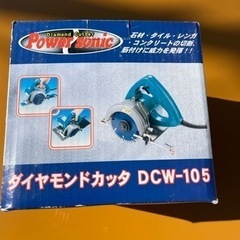 Diamond Cutter
Power sonic
石材・タイル・レンガ
・コンクリートの切断、
筋付けに威力を発揮!!
ダイヤモンドカッタ DCW-105